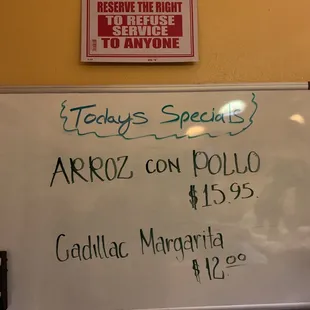 RESERVE THE RIGHT
TO REFUSE
SERVICE
TO ANYONE
Todays Specials
ARROZ CON POLLO
$15.95.
Cadillac Margarita
$12.00